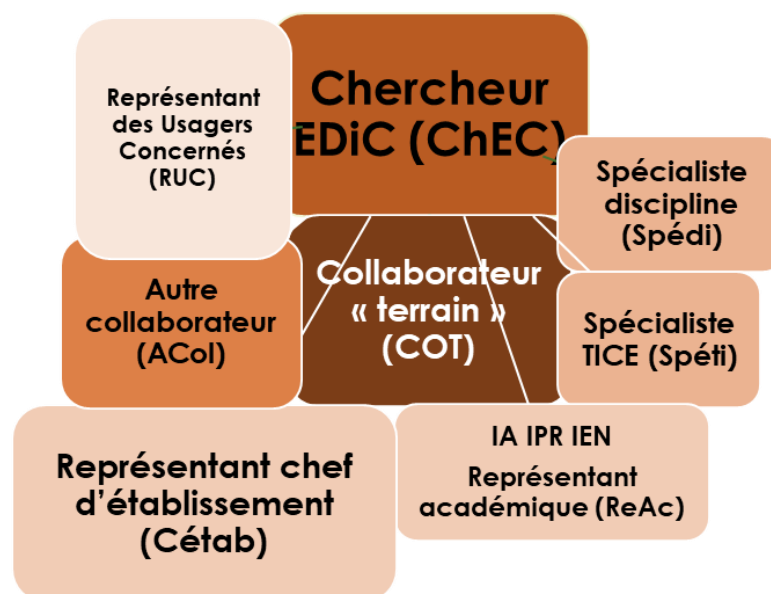 Représentant
des Usagers
Concernés
(RUC)
Chercheur
EDiC (ChEC)
Spécialiste
discipline
(Spédi)
Autre
collaborateur
(ACol)
Collaborateur
« terrain »
(COT)
Spécialiste
TICE (Spéti)
Représentant chef
d’établissement
(Cétab)
IA IPR IEN
Représentant
académique (ReAc)